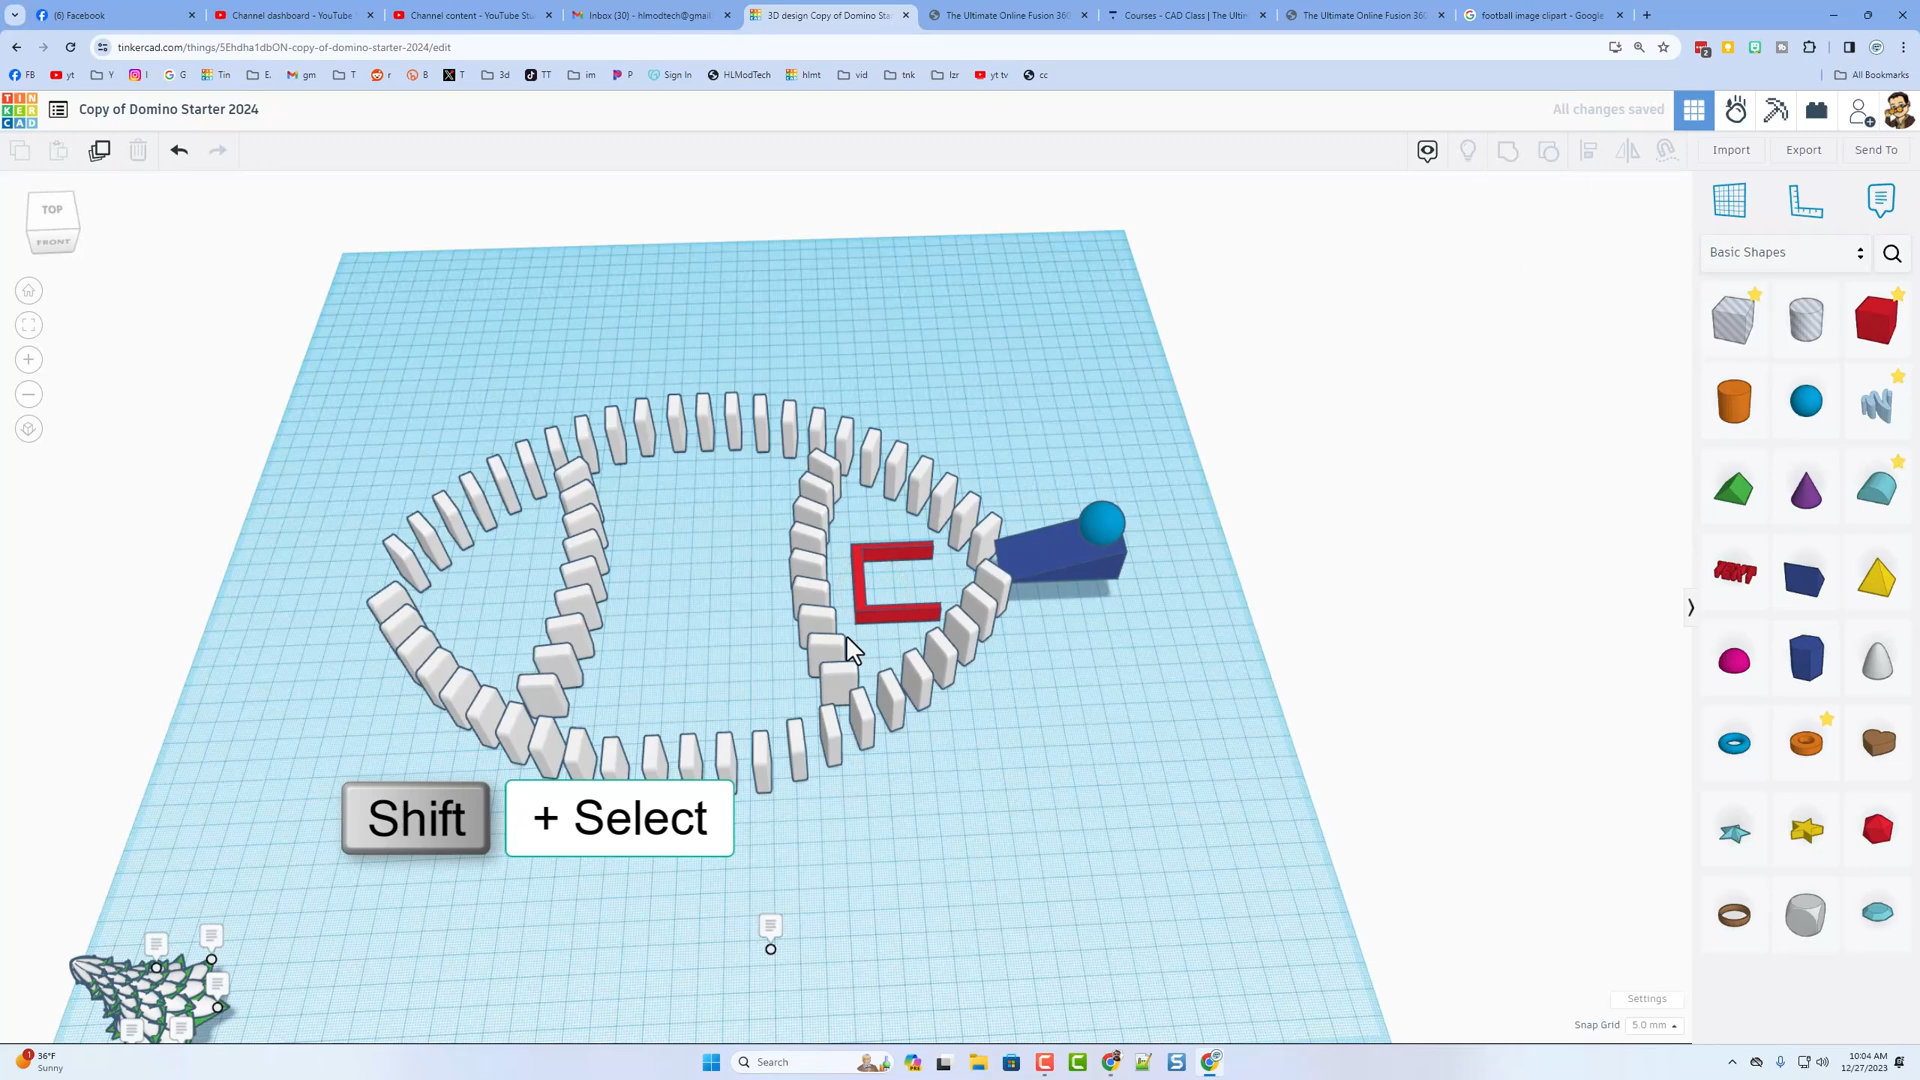 (6) Facebook
Channel dashboard - YouTube
Channel content - YouTube St
Inbox (30) - hlmodtech@gmail
3D design Copy of Domino Star
The Ultimate Online Fusion 360
Courses - CAD Class | The Ultim
The Ultimate Online Fusion 360
football image clipart - Google
tinkercad.com/things/5Ehdha1dbON-copy-of-domino-starter-2024/edit
2
FB
yt
Y
I
G
Tin
E.
gm
T
r
B
T
3d
TT
im
P
Sign In
HLModTech
hlmt
vid
tnk
lzr
yt tv
cc
All Bookmarks
TIN
KER
CAD
Copy of Domino Starter 2024
All changes saved
Import
Export
Send To
TOP
FRONT
Basic Shapes
TEXT
Shift
+ Select
Settings
Snap Grid
5.0 mm
1
36°F
Sunny
Search
10:04 AM
12/27/2023